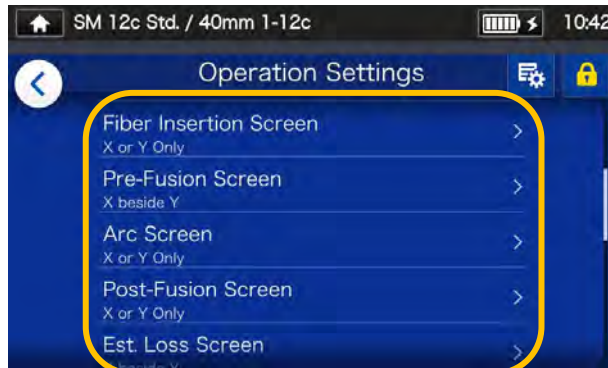 SM 12c Std. / 40mm 1-12c 10:42
Operation Settings
Fiber Insertion Screen
X or Y Only
Pre-Fusion Screen
X beside Y
Arc Screen
X or Y Only
Post-Fusion Screen
X or Y Only
Est. Loss Screen